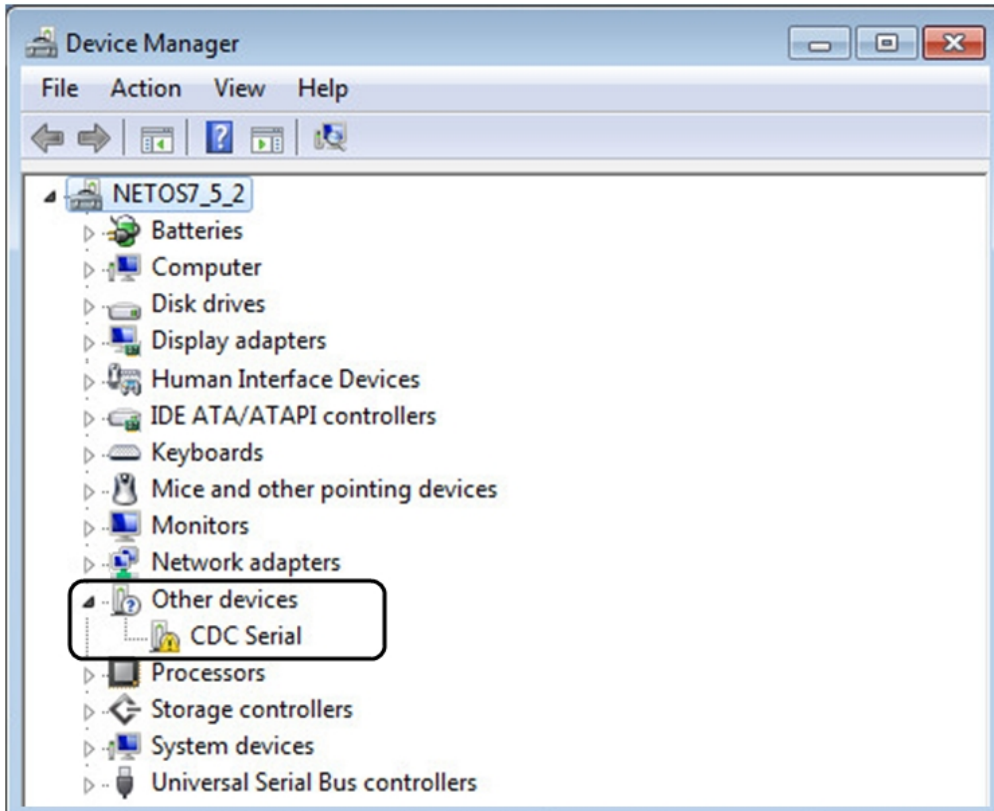 Device Manager
File Action View Help
NETOS7_5_2
Batteries
Computer
Disk drives
Display adapters
Human Interface Devices
IDE ATA/ATAPI controllers
Keyboards
Mice and other pointing devices
Monitors
Network adapters
Other devices
CDC Serial
Processors
Storage controllers
System devices
Universal Serial Bus controllers